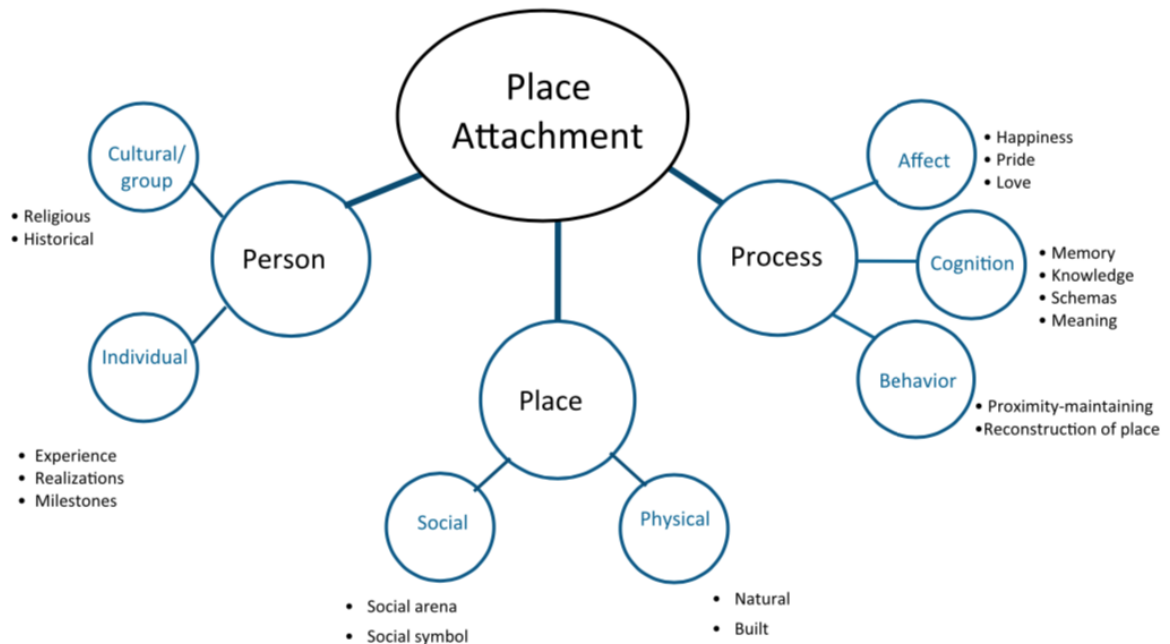 Place
Attachment
Cultural/
group
• Religious
• Historical
Person
Individual
• Experience
• Realizations
• Milestones
Place
Social
• Social arena
• Social symbol
Physical
• Natural
• Built
Process
Affect
• Happiness
• Pride
• Love
Cognition
• Memory
• Knowledge
• Schemas
• Meaning
Behavior
• Proximity-maintaining
•Reconstruction of place